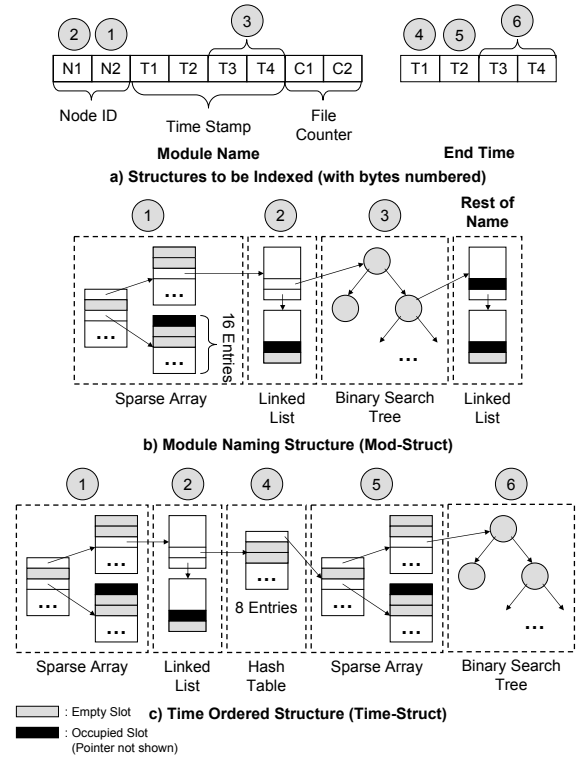 2 1 3 4 5 6
N1 N2 T1 T2 T3 T4 C1 C2 T1 T2 T3 T4
Node ID
Time Stamp
File
Counter
Module Name
End Time
a) Structures to be Indexed (with bytes numbered)
1 2 3 Rest of
Name
...
...
...
16 Entries
...
Sparse Array
Linked
List
Binary Search
Tree
Linked
List
b) Module Naming Structure (Mod-Struct)
1 2 4 5 6
...
...
...
8 Entries
...
...
...
...
Sparse Array
Linked
List
Hash
Table
Sparse Array
Binary Search
Tree
: Empty Slot
c) Time Ordered Structure (Time-Struct)
: Occupied Slot
(Pointer not shown)